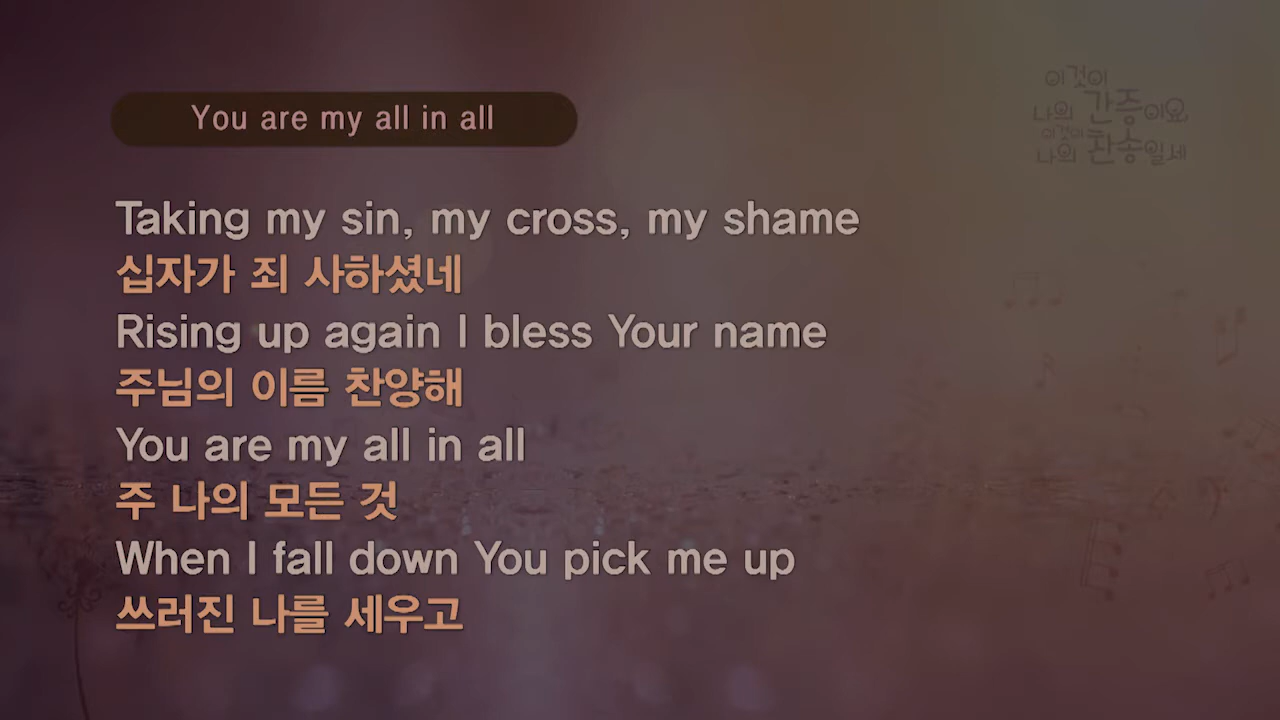 You are my all in all
이것이
나의 간증이요
이것이
나의 찬송일세
Taking my sin, my cross, my shame
십자가 죄 사하셨네
Rising up again I bless Your name
주님의 이름 찬양해
You are my all in all
주 나의 모든 것
When I fall down You pick me up
쓰러진 나를 세우고